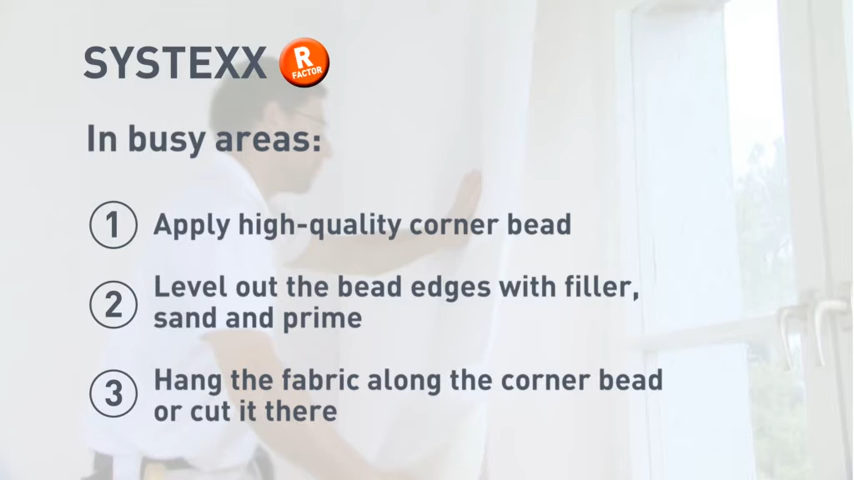 SYSTEXX R FACTOR
In busy areas:
1 Apply high-quality corner bead
2 Level out the bead edges with filler,
sand and prime
3 Hang the fabric along the corner bead
or cut it there